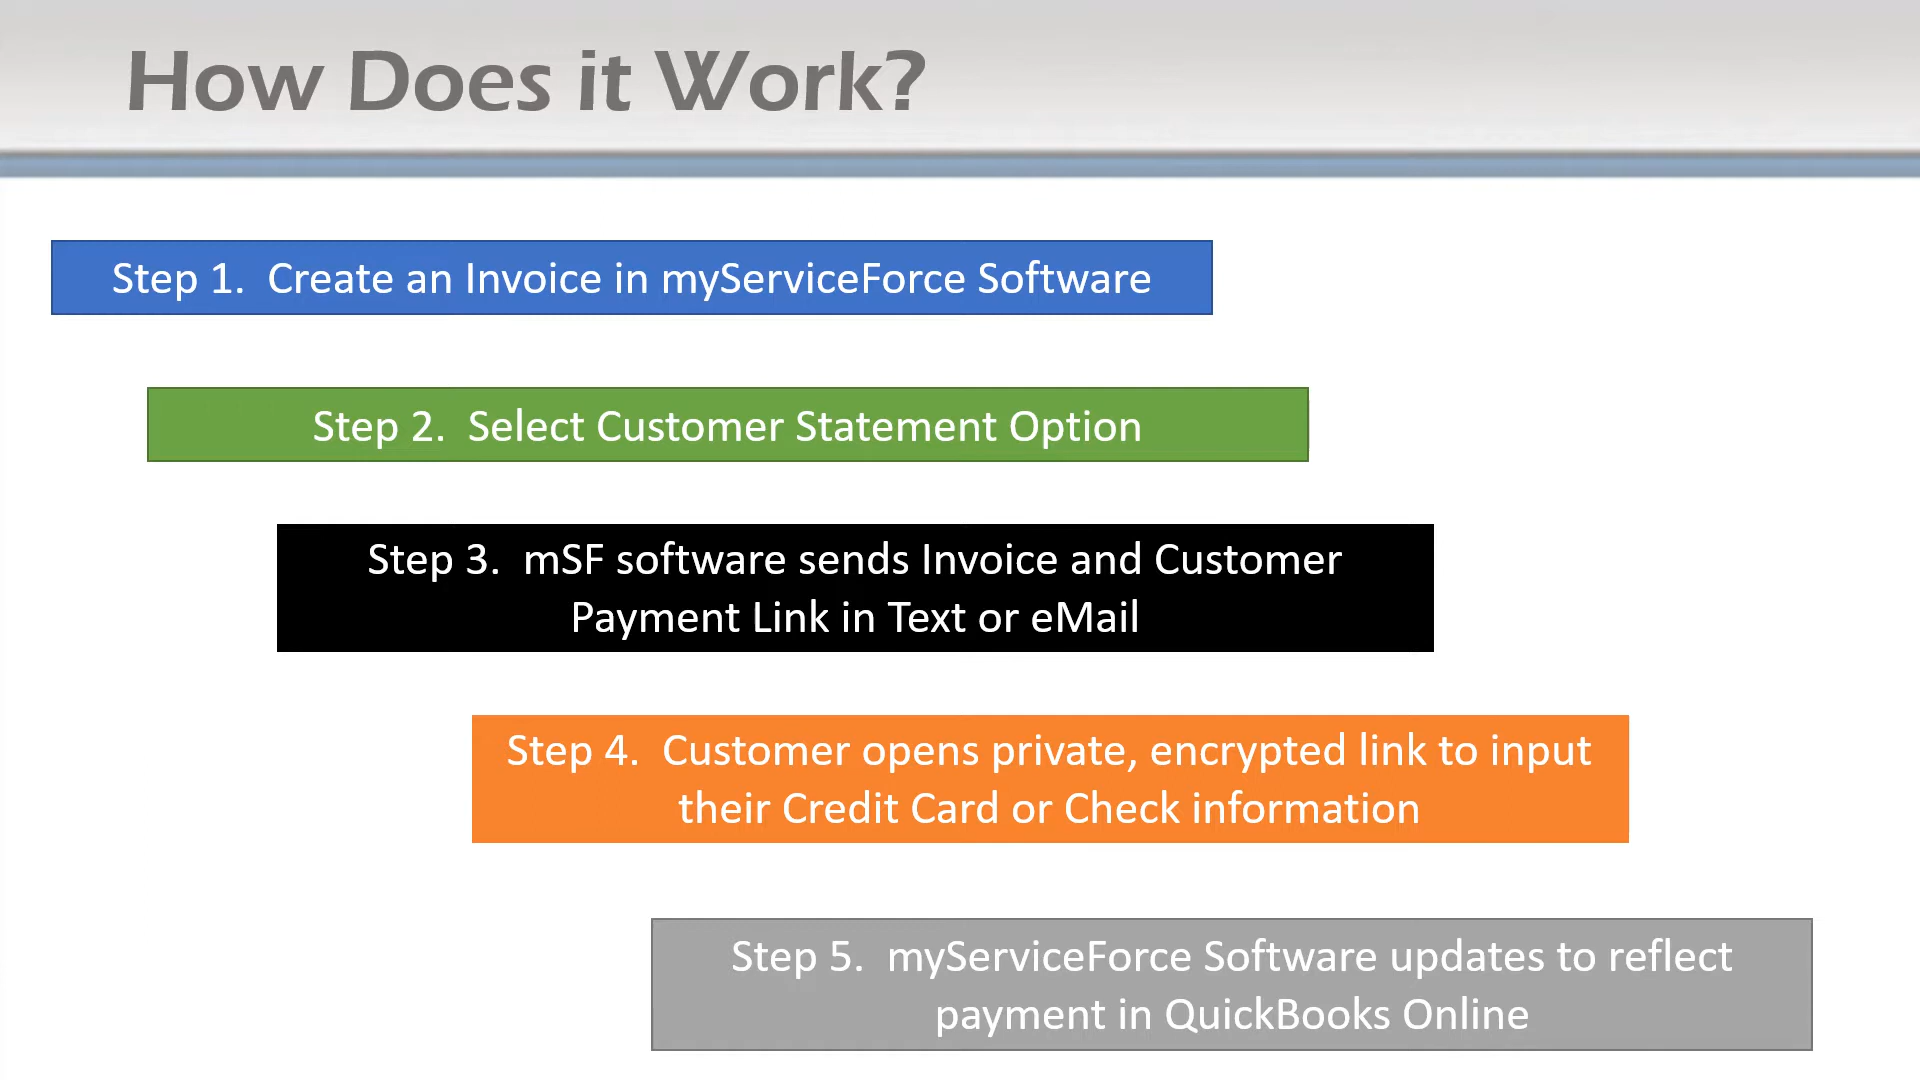 How Does it Work?
Step 1.  Create an Invoice in myServiceForce Software
Step 2.  Select Customer Statement Option
Step 3.  mSF software sends Invoice and Customer
Payment Link in Text or eMail
Step 4.  Customer opens private, encrypted link to input
their Credit Card or Check information
Step 5.  myServiceForce Software updates to reflect
payment in QuickBooks Online